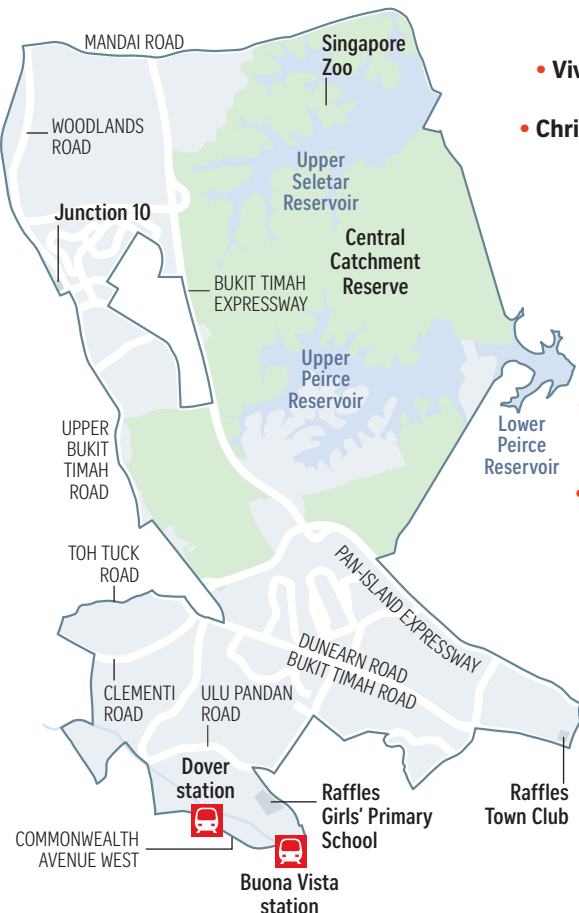 MANDAI ROAD
Singapore
Zoo
• Viv
WOODLANDS
ROAD
• Chri
Upper
Seletar
Reservoir
Junction 10
Central
Catchment
Reserve
BUKIT TIMAH
EXPRESSWAY
Upper
Peirce
Reservoir
UPPER
BUKIT
TIMAH
ROAD
Lower
Peirce
Reservoir
TOH TUCK
ROAD
PAN-ISLAND EXPRESSWAY
DUNEARN ROAD
BUKIT TIMAH ROAD
CLEMENTI
ROAD
ULU PANDAN
ROAD
Dover
station
Raffles
Girls' Primary
School
Raffles
Town Club
COMMONWEALTH
AVENUE WEST
Buona Vista
station